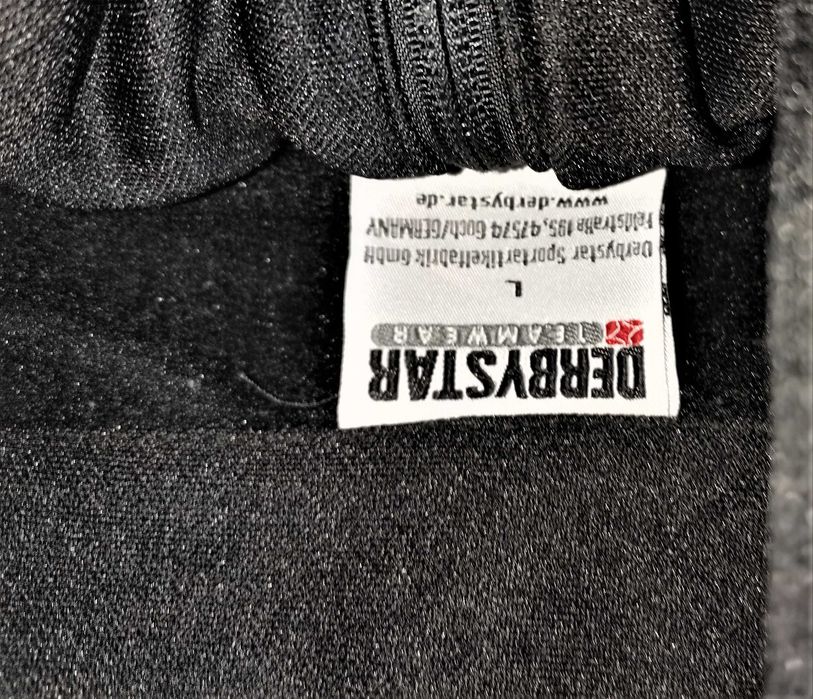 DERBYSTAR
TEAMWEAR
L
Derbystar Sportartikelfabrik GmbH
Feldstraße 195, 47574 Goch/GERMANY
www.derbystar.de